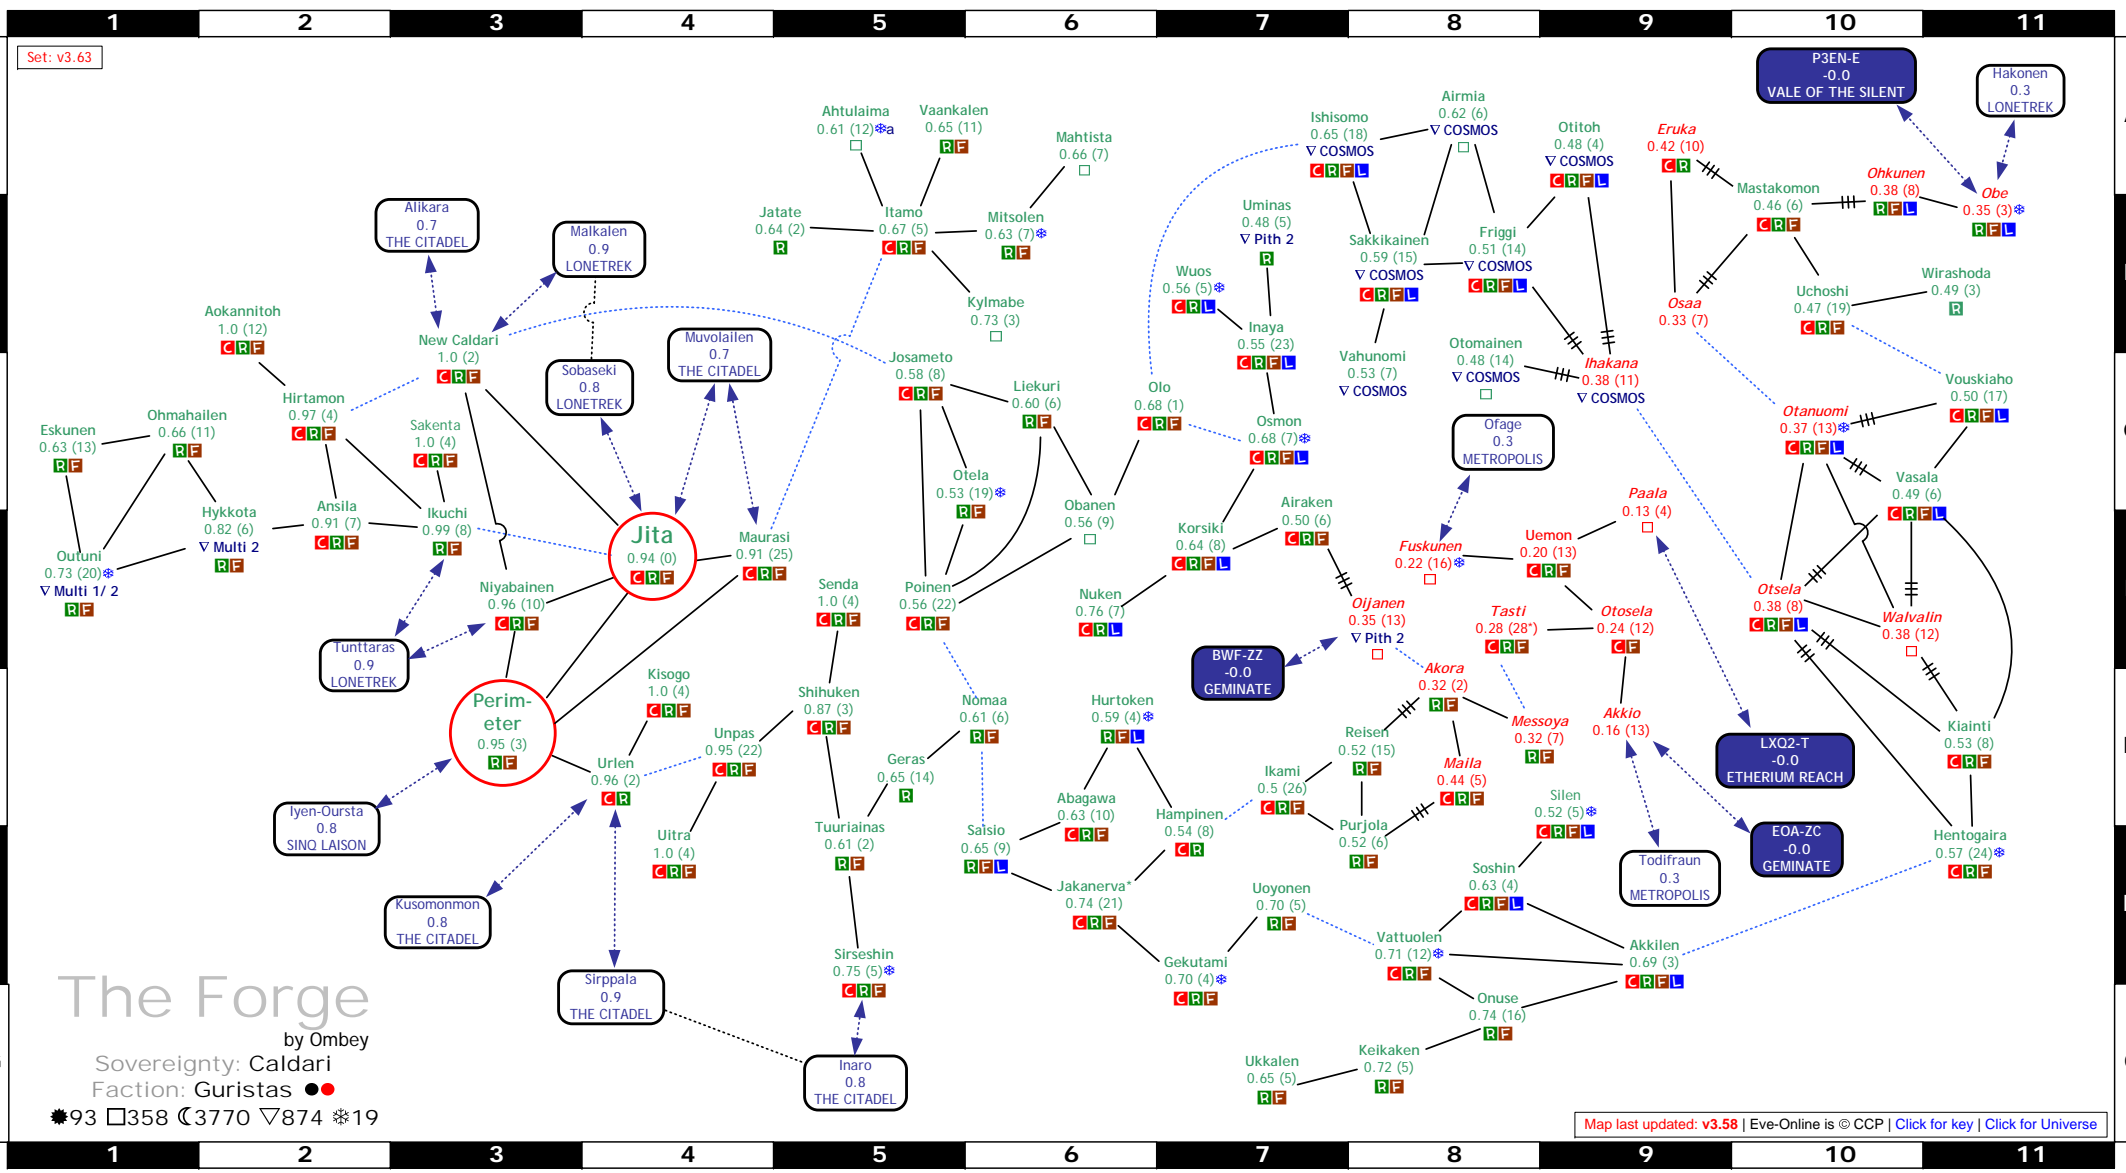 1 2 3 4 5 6 7 8 9 10 11
Set: v3.63
P3EN-E
-0.0
VALE OF THE SILENT
Hakonen
0.3
LONETREK
Ahtulaima
0.61 (12)❄a
Vaankalen
0.65 (11)
R F
Mahtista
0.66 (7)
Ishisomo
0.65 (18)
▽ COSMOS
C R F L
Airmia
0.62 (6)
▽ COSMOS
Otitoh
0.48 (4)
▽ COSMOS
C R F L
Eruka
0.42 (10)
C R
Mastakomon
0.46 (6)
C R F
Ohkunen
0.38 (8)
R F L
Obe
0.35 (3)❄
R F L
Alikara
0.7
THE CITADEL
Malkalen
0.9
LONETREK
Jatate
0.64 (2)
R
Itamo
0.67 (5)
C R F
Mitsolen
0.63 (7)❄
R F
Uminas
0.48 (5)
▽ Pith 2
R
Sakkikainen
0.59 (15)
▽ COSMOS
C R F L
Friggi
0.51 (14)
▽ COSMOS
C R F L
Wuos
0.56 (5)❄
C R L
Kylmabe
0.73 (3)
Osaa
0.33 (7)
Uchoshi
0.47 (19)
C R F
Wirashoda
0.49 (3)
R
Aokannitoh
1.0 (12)
C R F
New Caldari
1.0 (2)
C R F
Sobaseki
0.8
LONETREK
Muvolailen
0.7
THE CITADEL
Josameto
0.58 (8)
C R F
Inaya
0.55 (23)
C R F L
Vahunomi
0.53 (7)
▽ COSMOS
Otomainen
0.48 (14)
▽ COSMOS
Ihakana
0.38 (11)
▽ COSMOS
Vouskiaho
0.50 (17)
C R F L
Hirtamon
0.97 (4)
C R F
Liekuri
0.60 (6)
R F
Olo
0.68 (1)
C R F
Osmon
0.68 (7)❄
C R F L
Ofage
0.3
METROPOLIS
Otanuomi
0.37 (13)❄
C R F L
Eskunen
0.63 (13)
R F
Ohmahailen
0.66 (11)
R F
Sakenta
1.0 (4)
C R F
Otela
0.53 (19)❄
R F
Vasala
0.49 (6)
C R F L
Hykkota
0.82 (6)
▽ Multi 2
R F
Ansila
0.91 (7)
C R F
Ikuchi
0.99 (8)
R F
Jita
0.94 (0)
C R F
Maurasi
0.91 (25)
C R F
Obanen
0.56 (9)
Korsiki
0.64 (8)
C R F L
Airaken
0.50 (6)
C R F
Paala
0.13 (4)
Fuskunen
0.22 (16)❄
Uemon
0.20 (13)
C R F
Outuni
0.73 (20)❄
▽ Multi 1/ 2
R F
Niyabainen
0.96 (10)
C R F
Senda
1.0 (4)
C R F
Poinen
0.56 (22)
C R F
Nuken
0.76 (7)
C R L
Oijanen
0.35 (13)
▽ Pith 2
Tasti
0.28 (28*)
C R F
Otosela
0.24 (12)
C F
Otsela
0.38 (8)
C R F L
Walvalin
0.38 (12)
Tunttaras
0.9
LONETREK
BWF-ZZ
-0.0
GEMINATE
Akora
0.32 (2)
R F
Perim-
eter
0.95 (3)
R F
Kisogo
1.0 (4)
C R F
Shihuken
0.87 (3)
C R F
Nomaa
0.61 (6)
R F
Hurtoken
0.59 (4)❄
R F L
Reisen
0.52 (15)
R F
Messoya
0.32 (7)
R F
Akkio
0.16 (13)
LXQ2-T
-0.0
ETHERIUM REACH
Kiainti
0.53 (8)
C R F
Urlen
0.96 (2)
C R
Unpas
0.95 (22)
C R F
Geras
0.65 (14)
R
Ikami
0.5 (26)
C R F
Maila
0.44 (5)
C R F
Iyen-Oursta
0.8
SINQ LAISON
Abagawa
0.63 (10)
C R F
Hampinen
0.54 (8)
C R
Purjola
0.52 (6)
R F
Silen
0.52 (5)❄
C R F L
EOA-ZC
-0.0
GEMINATE
Hentogaira
0.57 (24)❄
C R F
Uitra
1.0 (4)
C R F
Tuuriainas
0.61 (2)
R F
Saisio
0.65 (9)
R F L
Todifraun
0.3
METROPOLIS
Kusomonmon
0.8
THE CITADEL
Jakanerva*
0.74 (21)
C R F
Uoyonen
0.70 (5)
R F
Soshin
0.63 (4)
C R F L
Sirppala
0.9
THE CITADEL
Sirseshin
0.75 (5)❄
C R F
Gekutami
0.70 (4)❄
C R F
Vattuolen
0.71 (12)❄
C R F
Akkilen
0.69 (3)
C R F L
Onuse
0.74 (16)
R F
Inaro
0.8
THE CITADEL
Ukkalen
0.65 (5)
R F
Keikaken
0.72 (5)
R F
The Forge
by Ombey
Sovereignty: Caldari
Faction: Guristas
✹93 □358 ☾3770 ▽874 ❄19
Map last updated: v3.58 | Eve-Online is © CCP | Click for key | Click for Universe
1 2 3 4 5 6 7 8 9 10 11